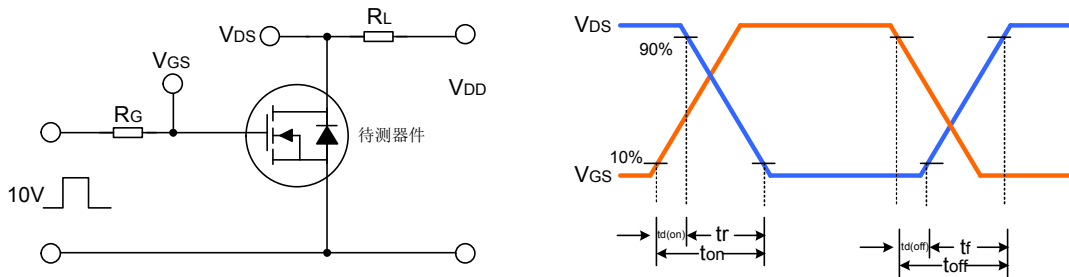 VDS
RL
VGS
VDD
RG
待测器件
10V
VDS
90%
10%
VGS
td(on)
tr
ton
td(off)
tf
toff